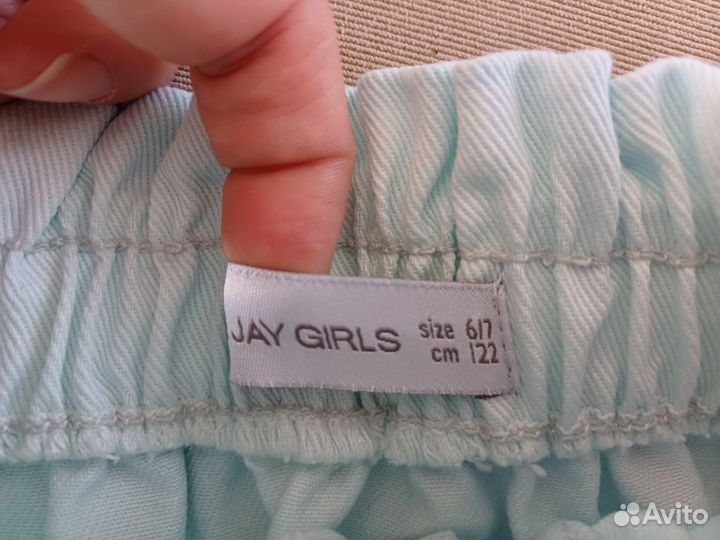 JAY GIRLS
size 6/7
cm 122
Avito